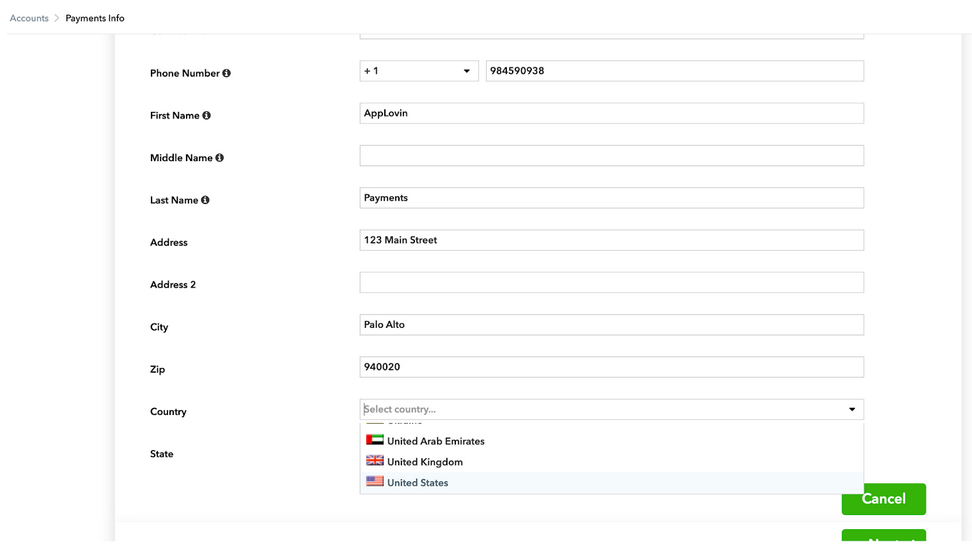 Accounts > Payments Info
Phone Number
+ 1
984590938
First Name
AppLovin
Middle Name
Last Name
Payments
Address
123 Main Street
Address 2
City
Palo Alto
Zip
940020
Country
Select country...
United Arab Emirates
State
United Kingdom
United States
Cancel